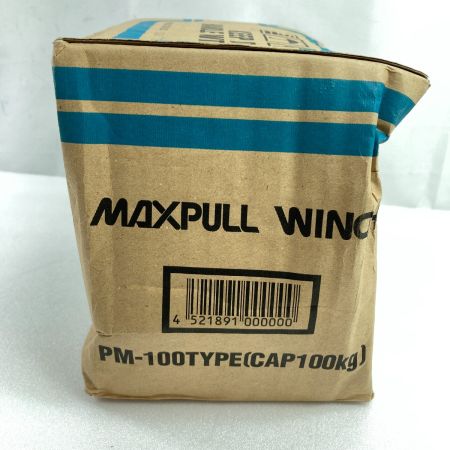 MAXPULL WINC
4 521891 000000
PM-100TYPE(CAP100kg)